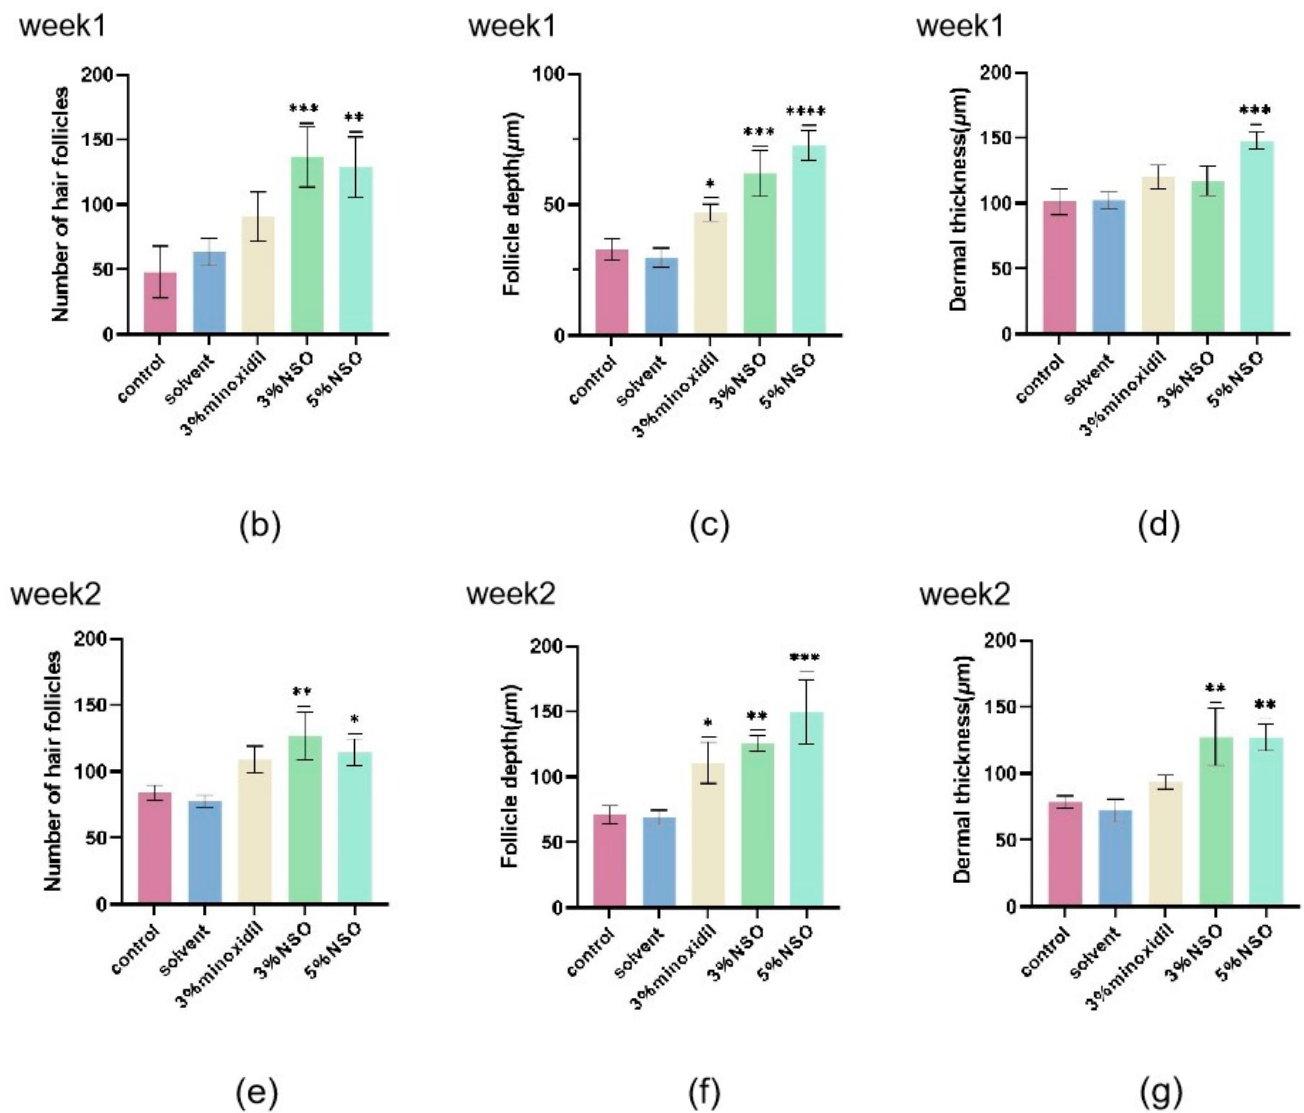 week1
week1
week1
Number of hair follicles
200
150
100
50
0
***
**
control
solvent
3%minoxidil
3%NSO
5%NSO
(b)
Follicle depth(μm)
100
50
0
*
***
****
control
solvent
3%minoxidil
3%NSO
5%NSO
(c)
Dermal thickness(μm)
200
150
100
50
0
***
control
solvent
3%minoxidil
3%NSO
5%NSO
(d)
week2
week2
week2
Number of hair follicles
200
150
100
50
0
**
*
control
solvent
3%minoxidil
3%NSO
5%NSO
(e)
Follicle depth(μm)
200
150
100
50
0
*
**
***
control
solvent
3%minoxidil
3%NSO
5%NSO
(f)
Dermal thickness(μm)
200
150
100
50
0
**
**
control
solvent
3%minoxidil
3%NSO
5%NSO
(g)